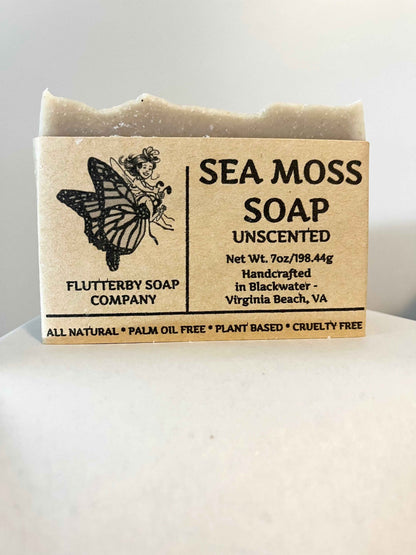 SEA MOSS
SOAP
UNSCENTED
Net Wt. 7oz/198.44g
Handcrafted
in Blackwater -
Virginia Beach, VA
FLUTTERBY SOAP
COMPANY
ALL NATURAL * PALM OIL FREE * PLANT BASED * CRUELTY FREE